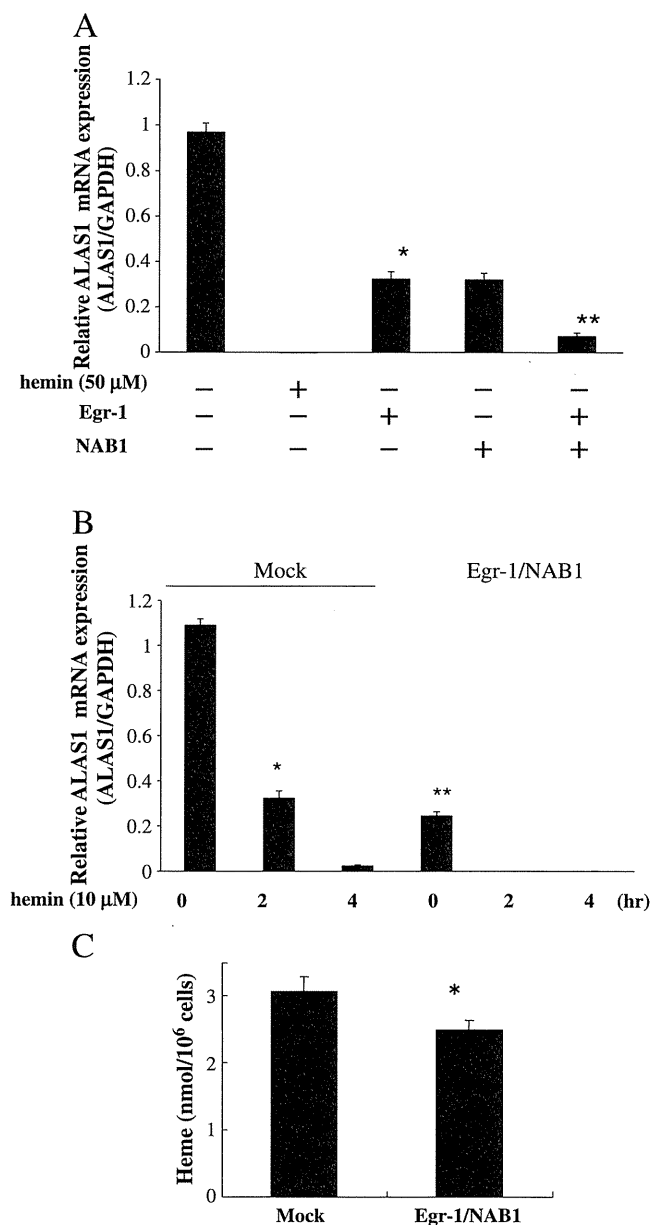 A
Relative ALAS1 mRNA expression
(ALAS1/GAPDH)
1.2
1
0.8
0.6
0.4
0.2
0
*
**
hemin (50 μM) − + − − −
Egr-1 − − + − +
NAB1 − − − + +
B
Mock Egr-1/NAB1
Relative ALAS1 mRNA expression
(ALAS1/GAPDH)
1.2
1
0.8
0.6
0.4
0.2
0
*
**
hemin (10 μM) 0 2 4 0 2 4 (hr)
C
Heme (nmol/10⁶ cells)
3
2
1
0
*
Mock Egr-1/NAB1